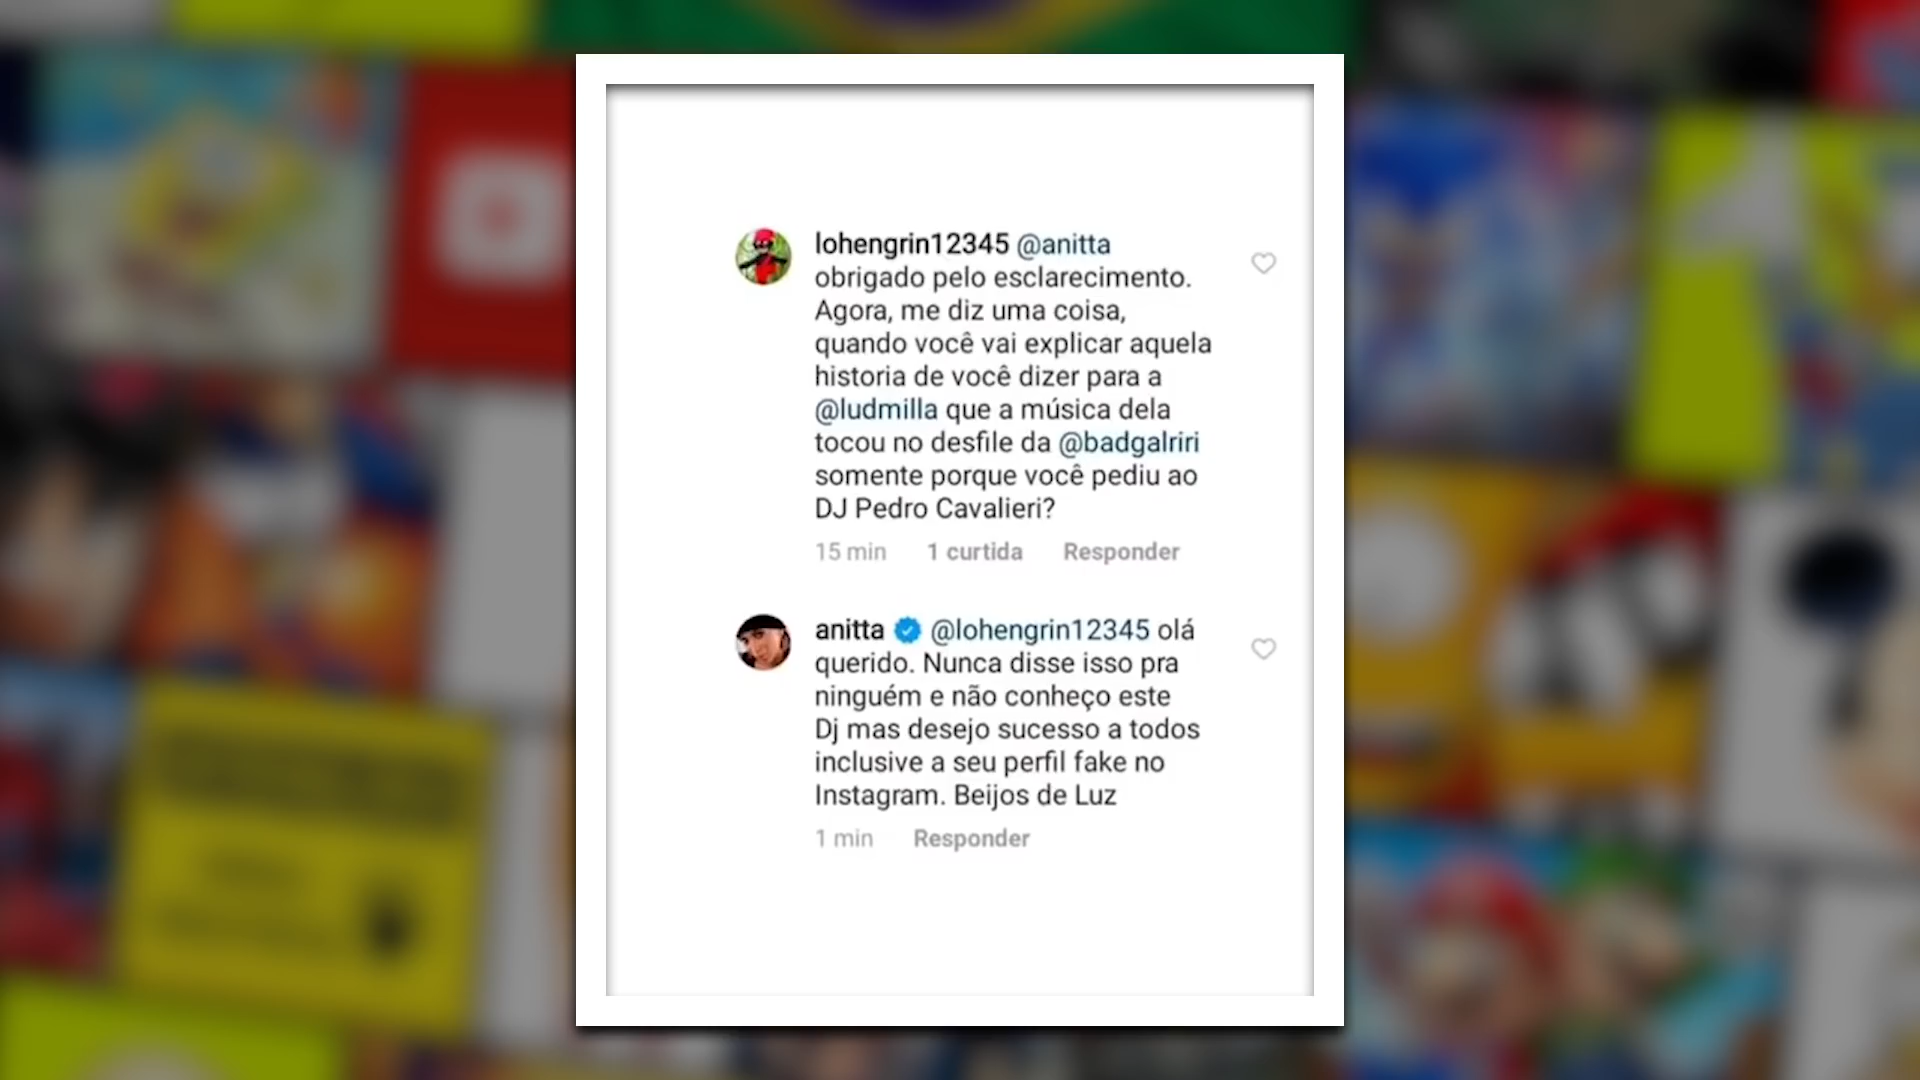 lohengrin12345 @anitta
obrigado pelo esclarecimento.
Agora, me diz uma coisa,
quando você vai explicar aquela
historia de você dizer para a
@ludmilla que a música dela
tocou no desfile da @badgalriri
somente porque você pediu ao
DJ Pedro Cavalieri?
15 min 1 curtida Responder
anitta @lohengrin12345 olá
querido. Nunca disse isso pra
ninguém e não conheço este
Dj mas desejo sucesso a todos
inclusive a seu perfil fake no
Instagram. Beijos de Luz
1 min Responder